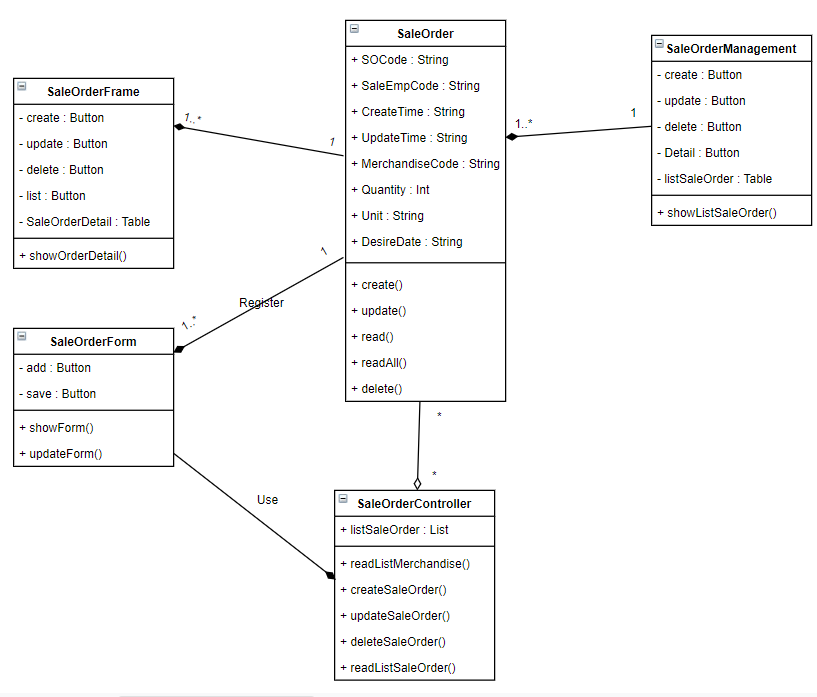 SaleOrderFrame
- create : Button
- update : Button
- delete : Button
- list : Button
- SaleOrderDetail : Table
+ showOrderDetail()
1..*
1
SaleOrder
+ SOCode : String
+ SaleEmpCode : String
+ CreateTime : String
+ UpdateTime : String
+ MerchandiseCode : String
+ Quantity : Int
+ Unit : String
+ DesireDate : String
+ create()
+ update()
+ read()
+ readAll()
+ delete()
1..*
1
SaleOrderManagement
- create : Button
- update : Button
- delete : Button
- Detail : Button
- listSaleOrder : Table
+ showListSaleOrder()
1
Register
1..*
SaleOrderForm
- add : Button
- save : Button
+ showForm()
+ updateForm()
Use
*
*
SaleOrderController
+ listSaleOrder : List
+ readListMerchandise()
+ createSaleOrder()
+ updateSaleOrder()
+ deleteSaleOrder()
+ readListSaleOrder()